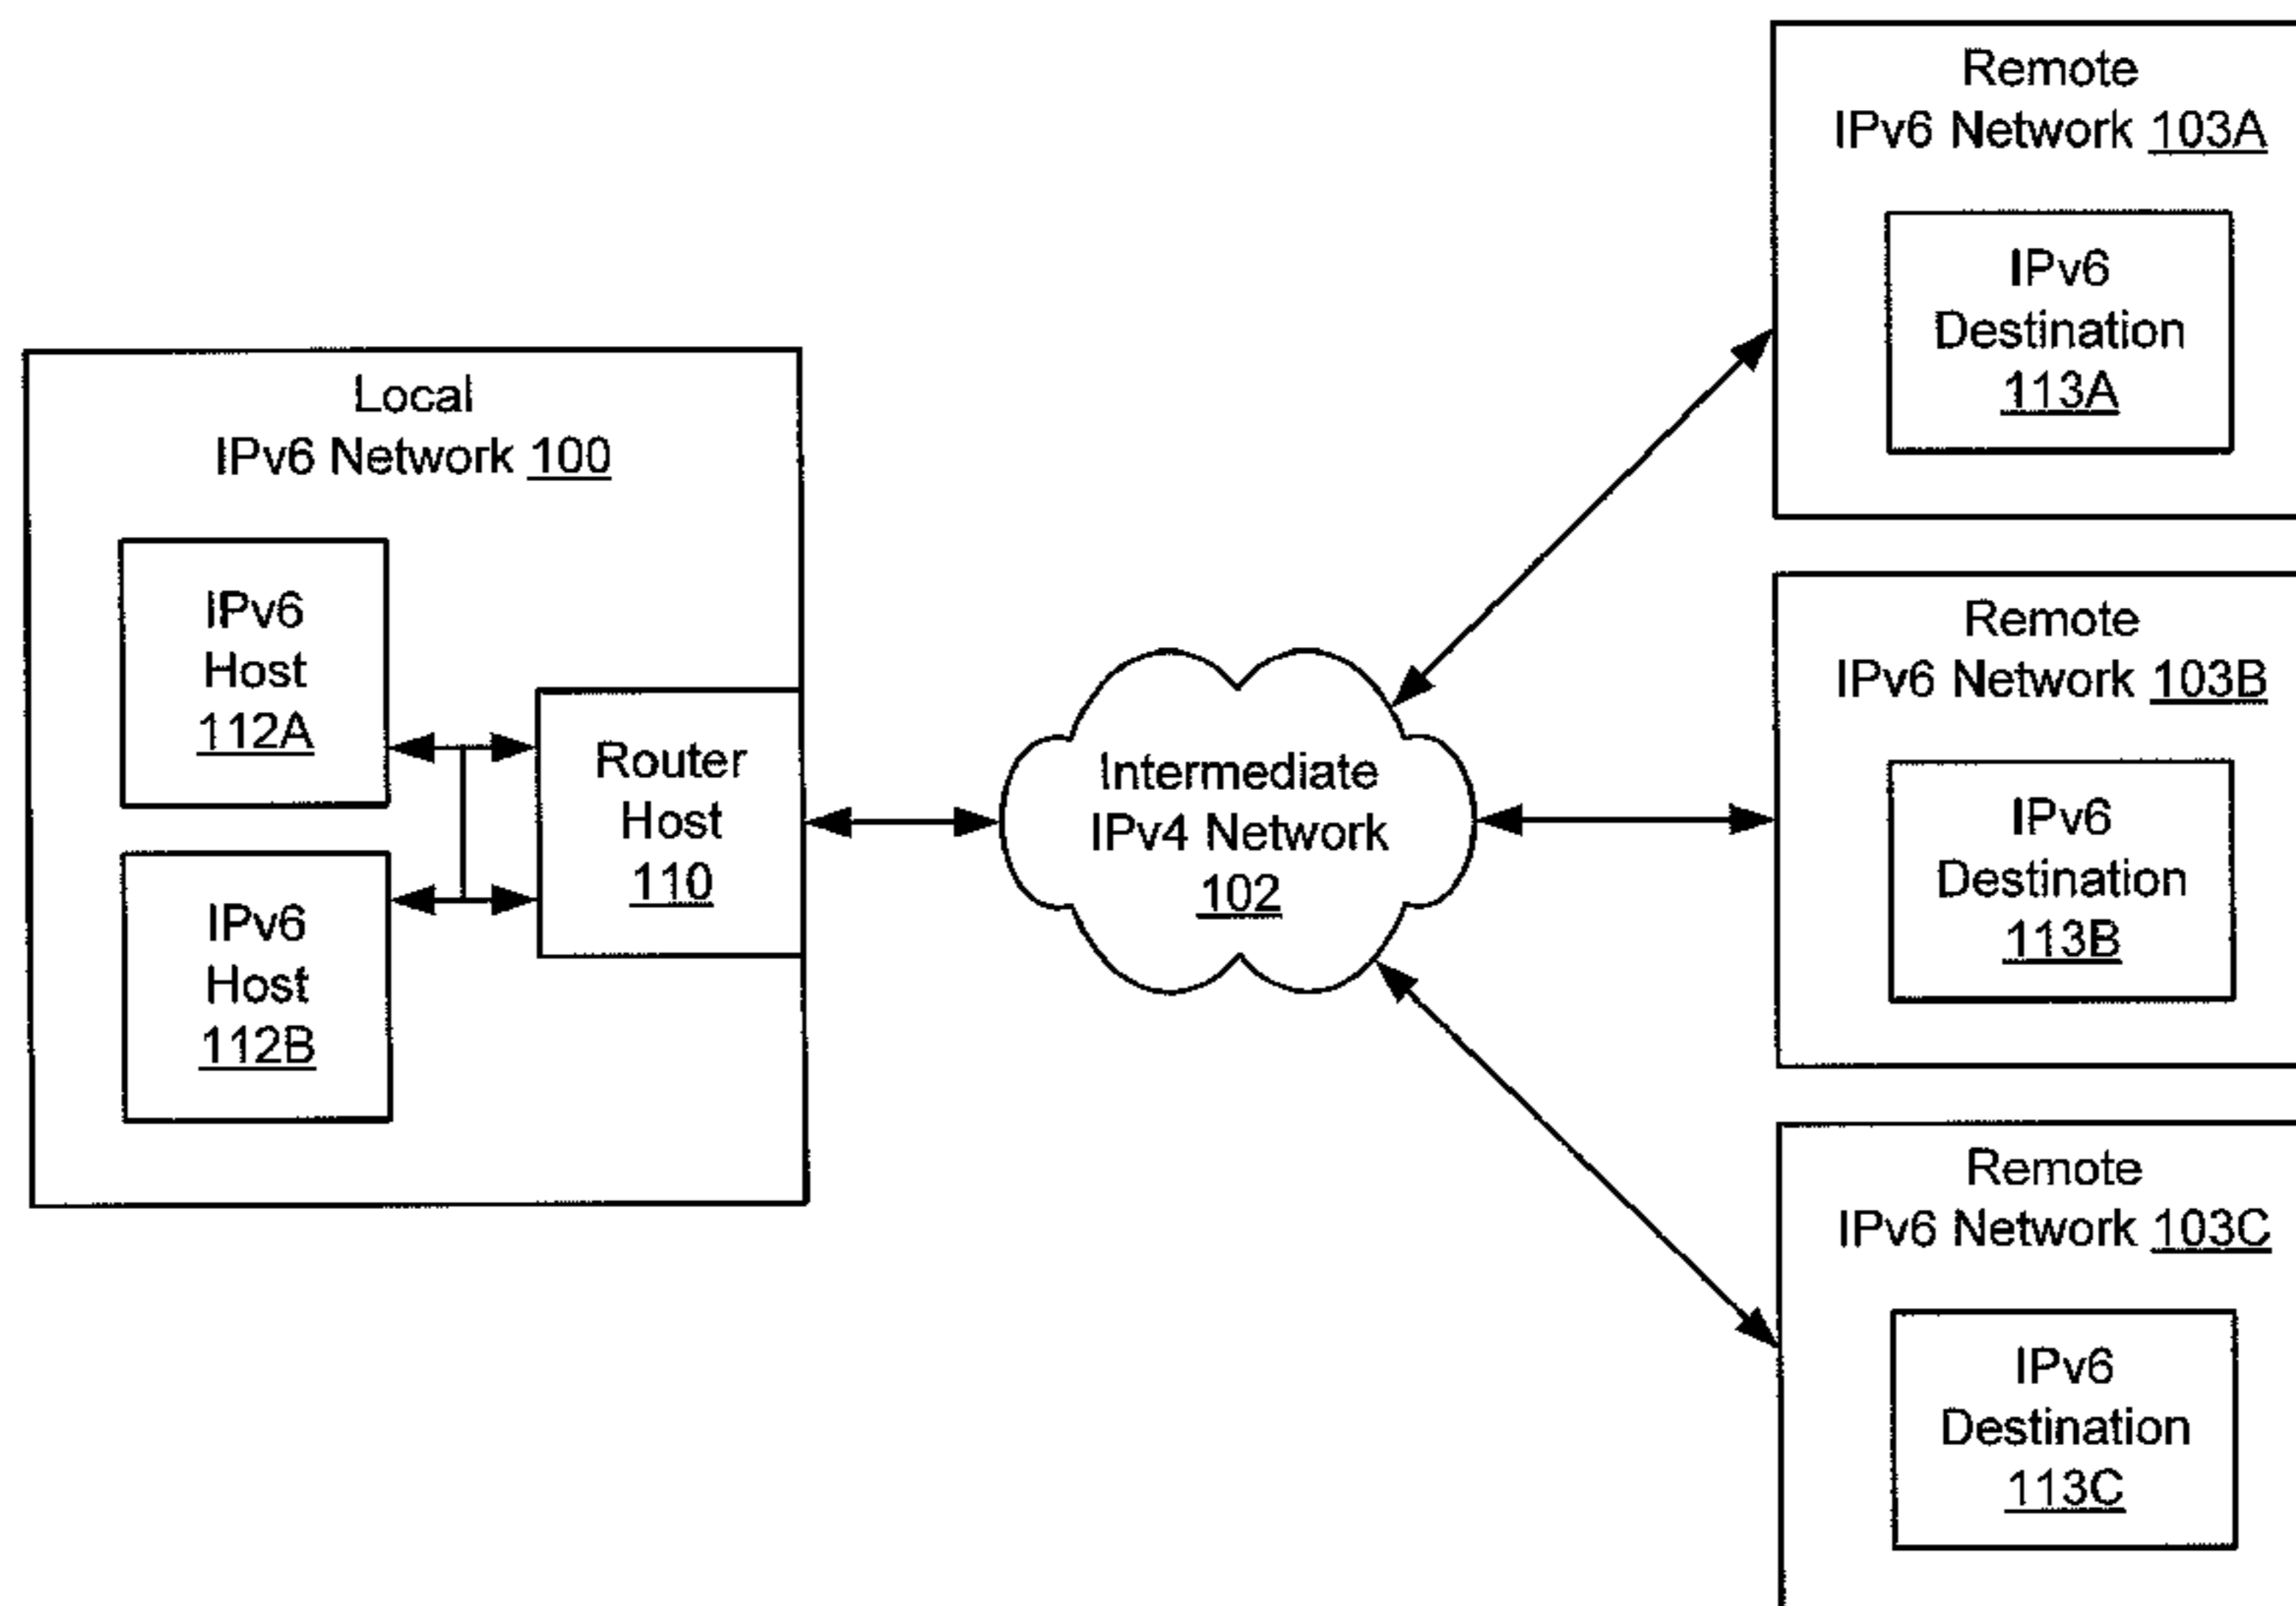 Local
IPv6 Network 100
IPv6
Host
112A
IPv6
Host
112B
Router
Host
110
Intermediate
IPv4 Network
102
Remote
IPv6 Network 103A
IPv6
Destination
113A
Remote
IPv6 Network 103B
IPv6
Destination
113B
Remote
IPv6 Network 103C
IPv6
Destination
113C